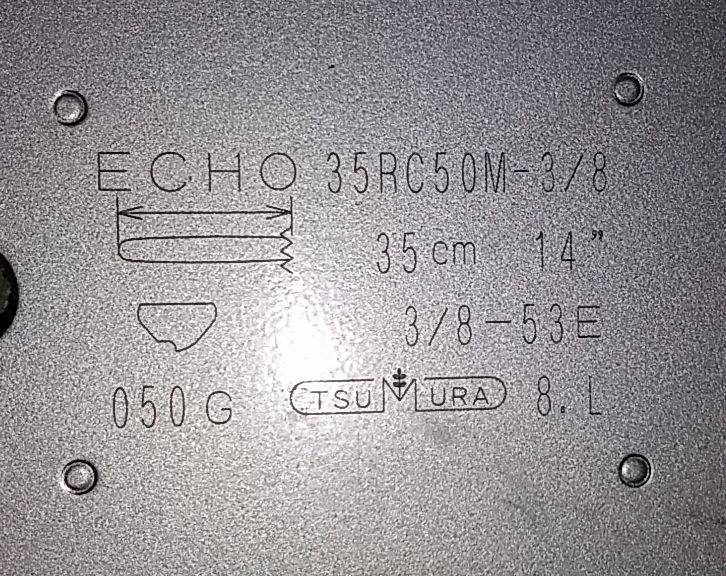 ECHO 35RC50M-3/8
35cm 14"
3/8-53E
050G TSUMURA 8.L